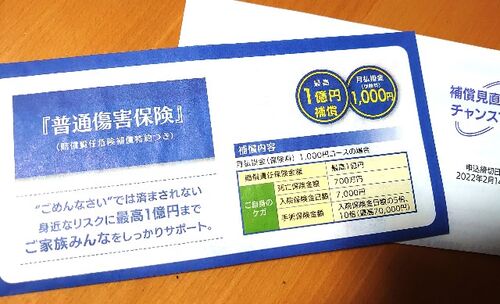 『普通傷害保険』
(賠償責任危険補償特約つき)
“ごめんなさい”では済まされない
身近なリスクに最高1億円まで
ご家族みんなをしっかりサポート。
最高
1億円
補償
月払掛金
(保険料)
1,000円
補償内容
月払掛金(保険料) 1,000円コースの場合
賠償責任保険金額 最高1億円
ご自身の
ケガ
死亡保険金額 700万円
入院保険金日額 7,000円
手術保険金額 入院保険金日額の5倍、
10倍(最高70,000円)
補償見直
チャンスで
申込締切日
2022年2月14